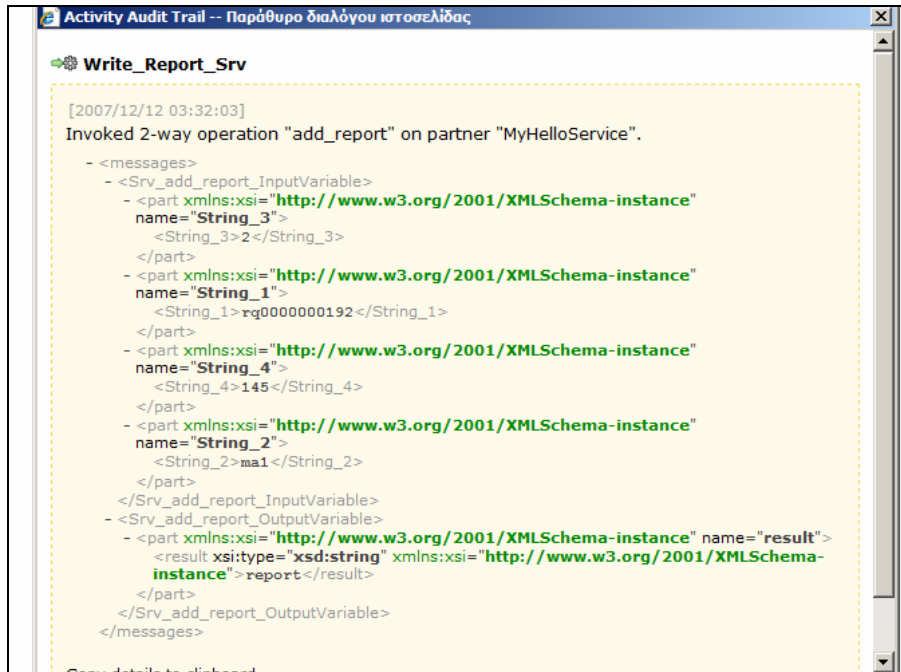 Activity Audit Trail -- Παράθυρο διαλόγου ιστοσελίδας
Write_Report_Srv
[2007/12/12 03:32:03]
Invoked 2-way operation "add_report" on partner "MyHelloService".
- <messages>
- <Srv_add_report_InputVariable>
- <part xmlns:xsi="http://www.w3.org/2001/XMLSchema-instance"
name="String_3">
<String_3>2</String_3>
</part>
- <part xmlns:xsi="http://www.w3.org/2001/XMLSchema-instance"
name="String_1">
<String_1>rq0000000192</String_1>
</part>
- <part xmlns:xsi="http://www.w3.org/2001/XMLSchema-instance"
name="String_4">
<String_4>145</String_4>
</part>
- <part xmlns:xsi="http://www.w3.org/2001/XMLSchema-instance"
name="String_2">
<String_2>ma1</String_2>
</part>
</Srv_add_report_InputVariable>
- <Srv_add_report_OutputVariable>
- <part xmlns:xsi="http://www.w3.org/2001/XMLSchema-instance" name="result">
<result xsi:type="xsd:string" xmlns:xsi="http://www.w3.org/2001/XMLSchema-
instance">report</result>
</part>
</Srv_add_report_OutputVariable>
</messages>
Copy details to clipboard